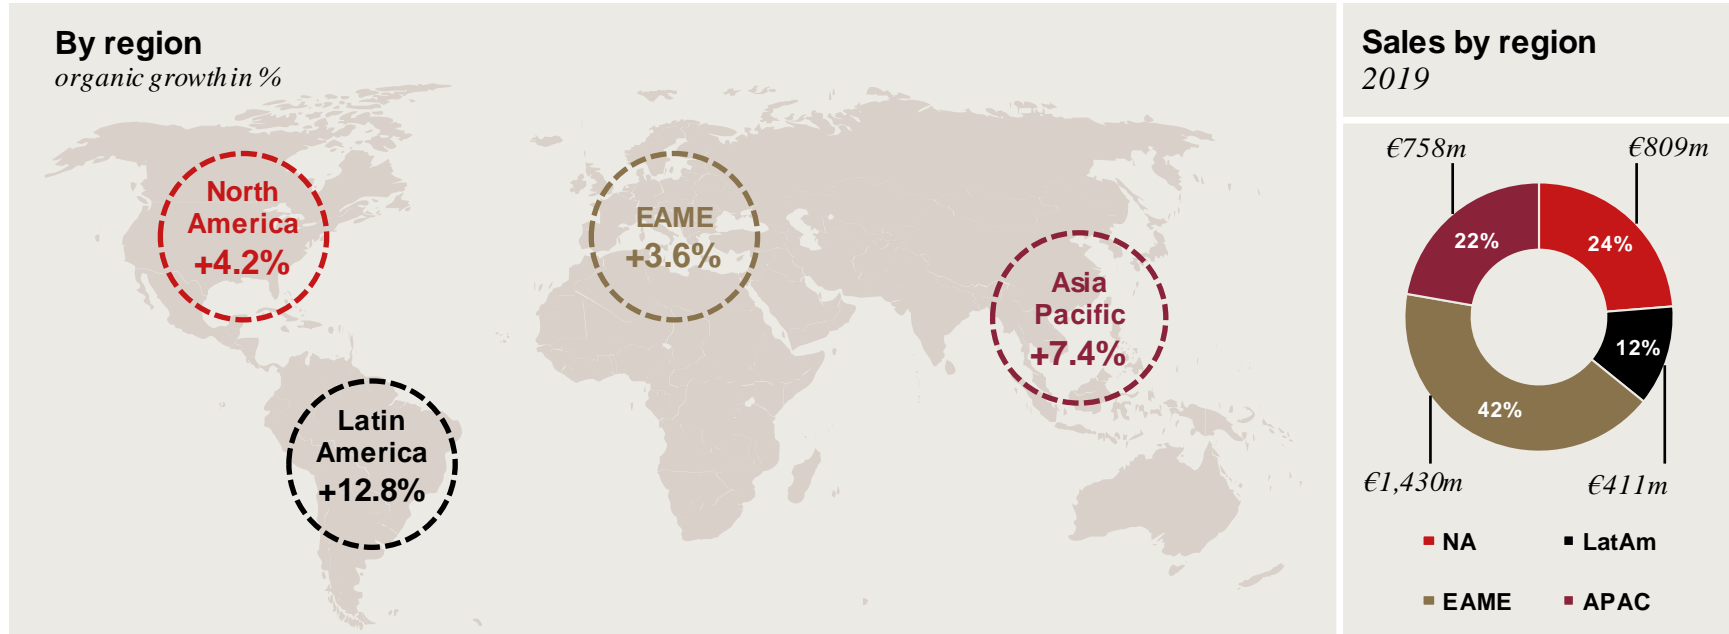 By region
organic growth in %
North
America
+4.2%
EAME
+3.6%
Asia
Pacific
+7.4%
Latin
America
+12.8%
Sales by region
2019
€758m
€809m
22%
24%
12%
42%
€1,430m
€411m
NA
LatAm
EAME
APAC